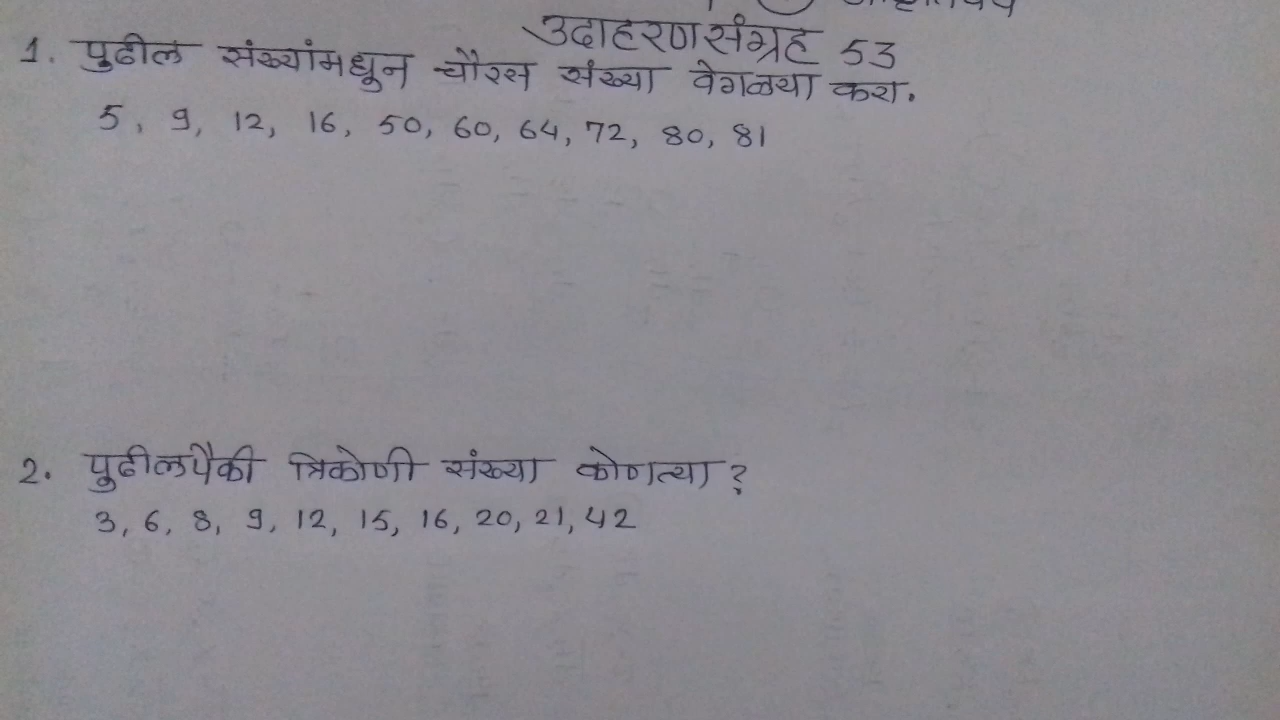 उदाहरणसंग्रह 53
1. पुढील संख्यांमधून चौरस संख्या वेगळ्या करा.
5, 9, 12, 16, 50, 60, 64, 72, 80, 81
2. पुढीलपैकी त्रिकोणी संख्या कोणत्या?
3, 6, 8, 9, 12, 15, 16, 20, 21, 42